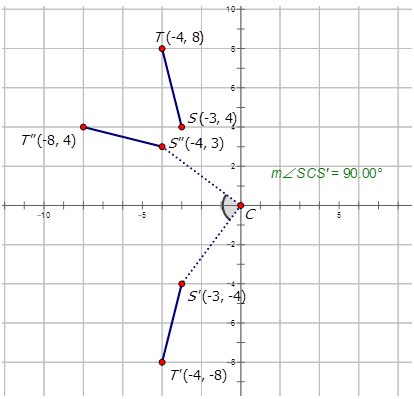 10
T(-4, 8)
8
6
S(-3, 4)
4
T"(-8, 4)
S"(-4, 3)
2
m∠SCS' = 90.00°
-10
-5
5
C
-2
S'(-3, -4)
-4
-6
-8
T'(-4, -8)